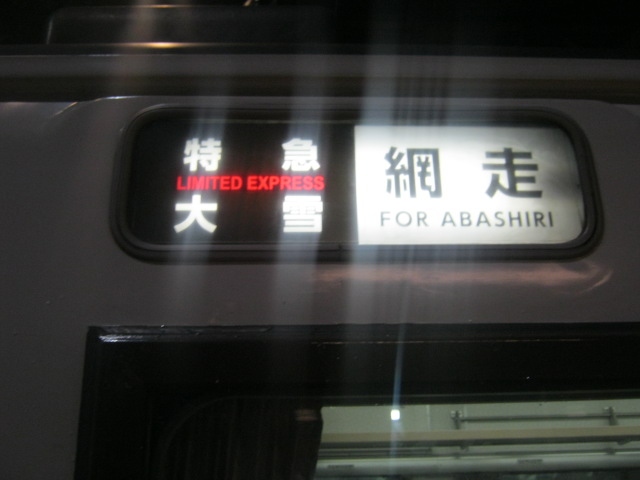 特急
LIMITED EXPRESS
大雪
網走
FOR ABASHIRI